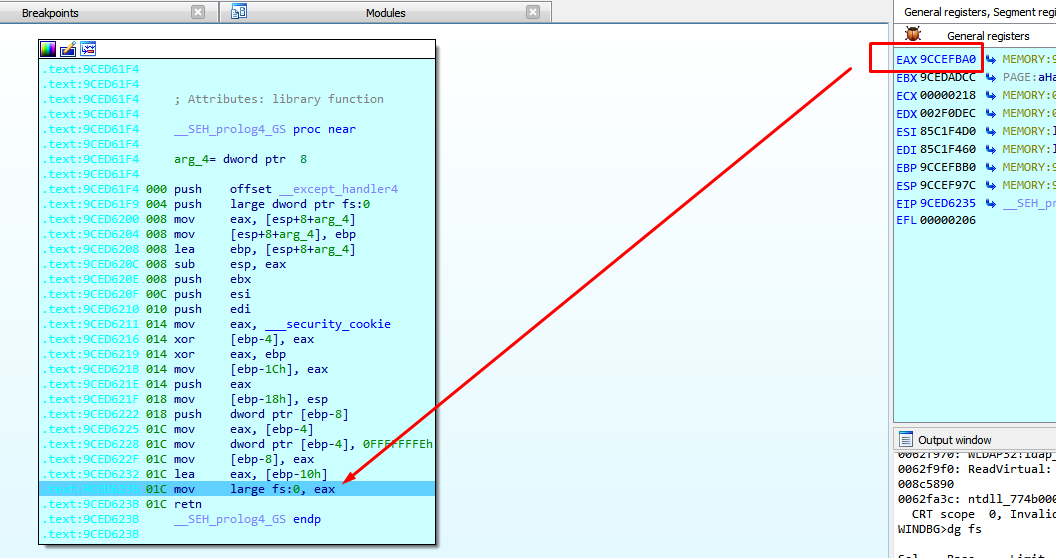 Breakpoints
Modules
General registers, Segment regi
General registers
.text:9CED61F4
.text:9CED61F4
.text:9CED61F4 ; Attributes: library function
.text:9CED61F4
.text:9CED61F4 __SEH_prolog4_GS proc near
.text:9CED61F4
.text:9CED61F4 arg_4= dword ptr 8
.text:9CED61F4
.text:9CED61F4 000 push offset __except_handler4
.text:9CED61F9 004 push large dword ptr fs:0
.text:9CED6200 008 mov eax, [esp+8+arg_4]
.text:9CED6204 008 mov [esp+8+arg_4], ebp
.text:9CED6208 008 lea ebp, [esp+8+arg_4]
.text:9CED620C 008 sub esp, eax
.text:9CED620E 008 push ebx
.text:9CED620F 00C push esi
.text:9CED6210 010 push edi
.text:9CED6211 014 mov eax, ___security_cookie
.text:9CED6216 014 xor [ebp-4], eax
.text:9CED6219 014 xor eax, ebp
.text:9CED621B 014 mov [ebp-1Ch], eax
.text:9CED621E 014 push eax
.text:9CED621F 018 mov [ebp-18h], esp
.text:9CED6222 018 push dword ptr [ebp-8]
.text:9CED6225 01C mov eax, [ebp-4]
.text:9CED6228 01C mov dword ptr [ebp-4], 0FFFFFFFEh
.text:9CED622F 01C mov [ebp-8], eax
.text:9CED6232 01C lea eax, [ebp-10h]
01C mov large fs:0, eax
.text:9CED623B 01C retn
.text:9CED623B __SEH_prolog4_GS endp
.text:9CED623B
EAX 9CCEFBA0 MEMORY:9
EBX 9CEDADCC PAGE:aHa
ECX 00000218 MEMORY:0
EDX 002F0DEC MEMORY:0
ESI 85C1F4D0 MEMORY:
EDI 85C1F460 MEMORY:
EBP 9CCEFBB0 MEMORY:9
ESP 9CCEF97C MEMORY:9
EIP 9CED6235 __SEH_pr
EFL 00000206
Output window
0062f970: WLDAP32!ldap_
0062f9f0: ReadVirtual:
008c5890
0062fa3c: ntdll_774b000
CRT scope 0, Invalid
WINDBG>dg fs